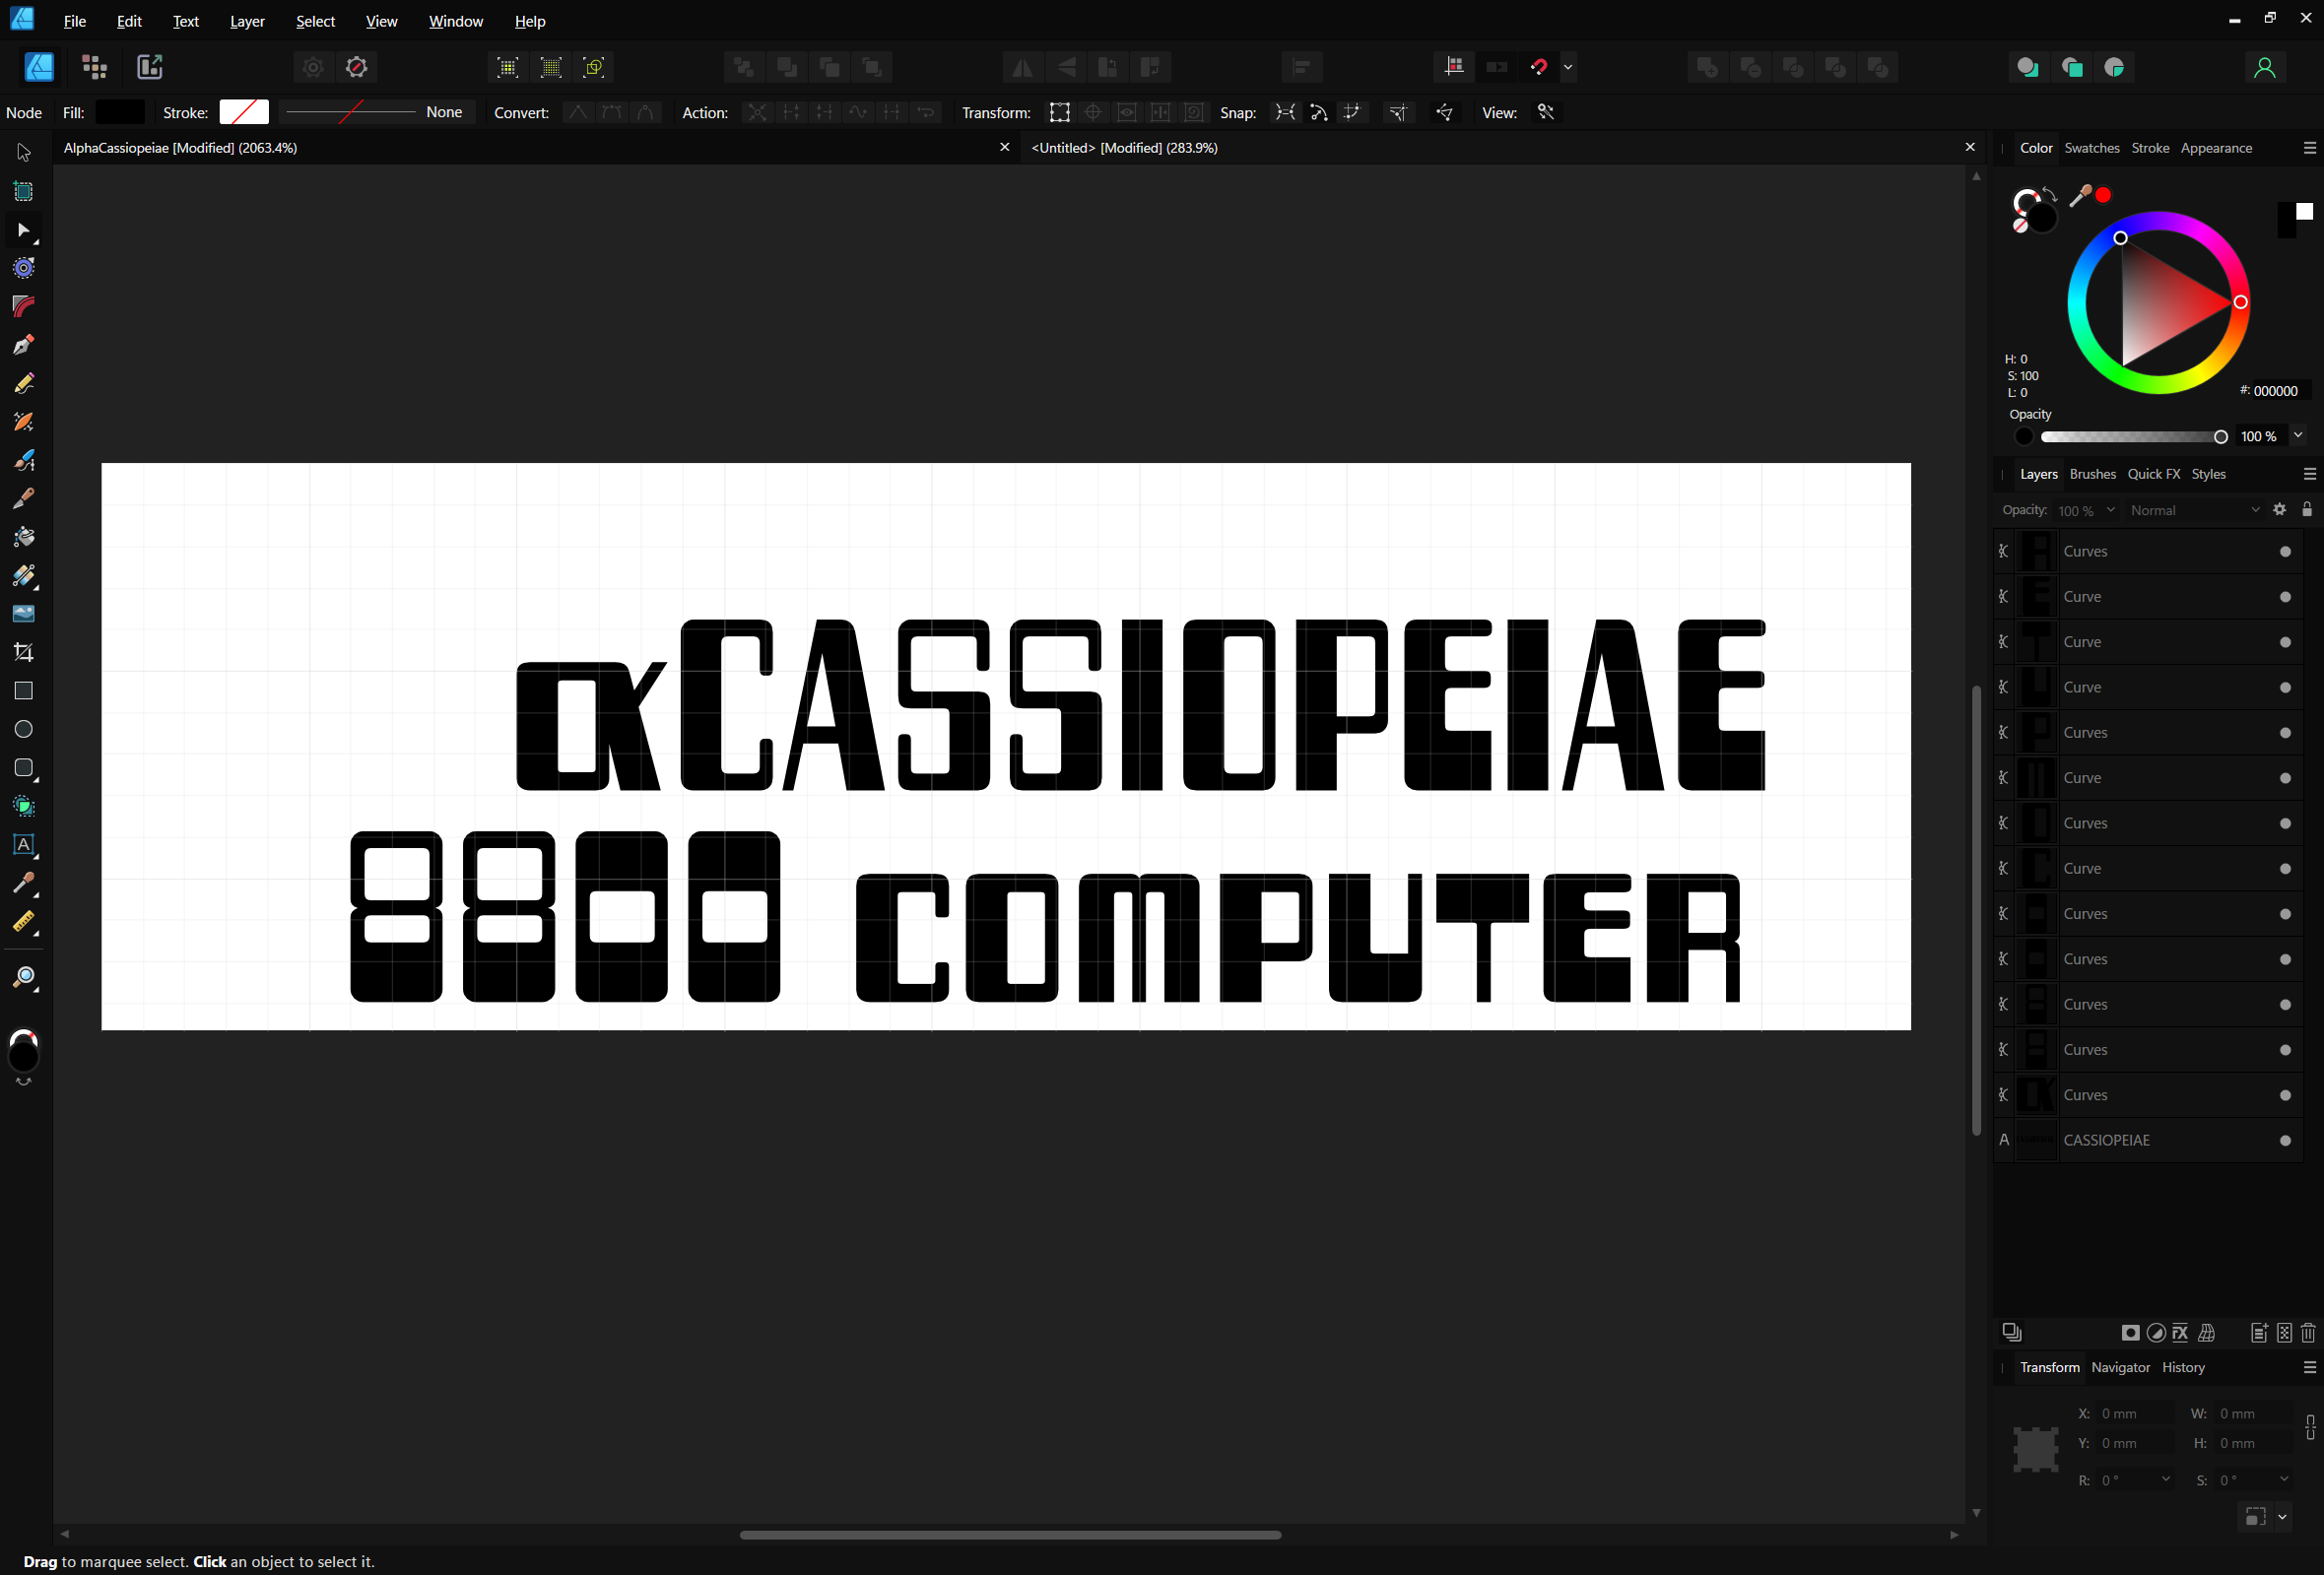 File Edit Text Layer Select View Window Help
Node Fill: Stroke: None Convert: Action: Transform: Snap: View:
AlphaCassiopeiae [Modified] (2063.4%) <Untitled> [Modified] (283.9%)
αCASSIOPEIAE
8800 COMPUTER
Color Swatches Stroke Appearance
H: 0
S: 100
L: 0
#: 000000
Opacity
100 %
Layers Brushes Quick FX Styles
Opacity: 100 % Normal
Curves
Curve
Curve
Curve
Curves
Curve
Curves
Curve
Curves
Curves
Curves
Curves
Curves
A CASSIOPEIAE
Transform Navigator History
X: 0 mm W: 0 mm
Y: 0 mm H: 0 mm
R: 0 ° S: 0 °
Drag to marquee select. Click an object to select it.